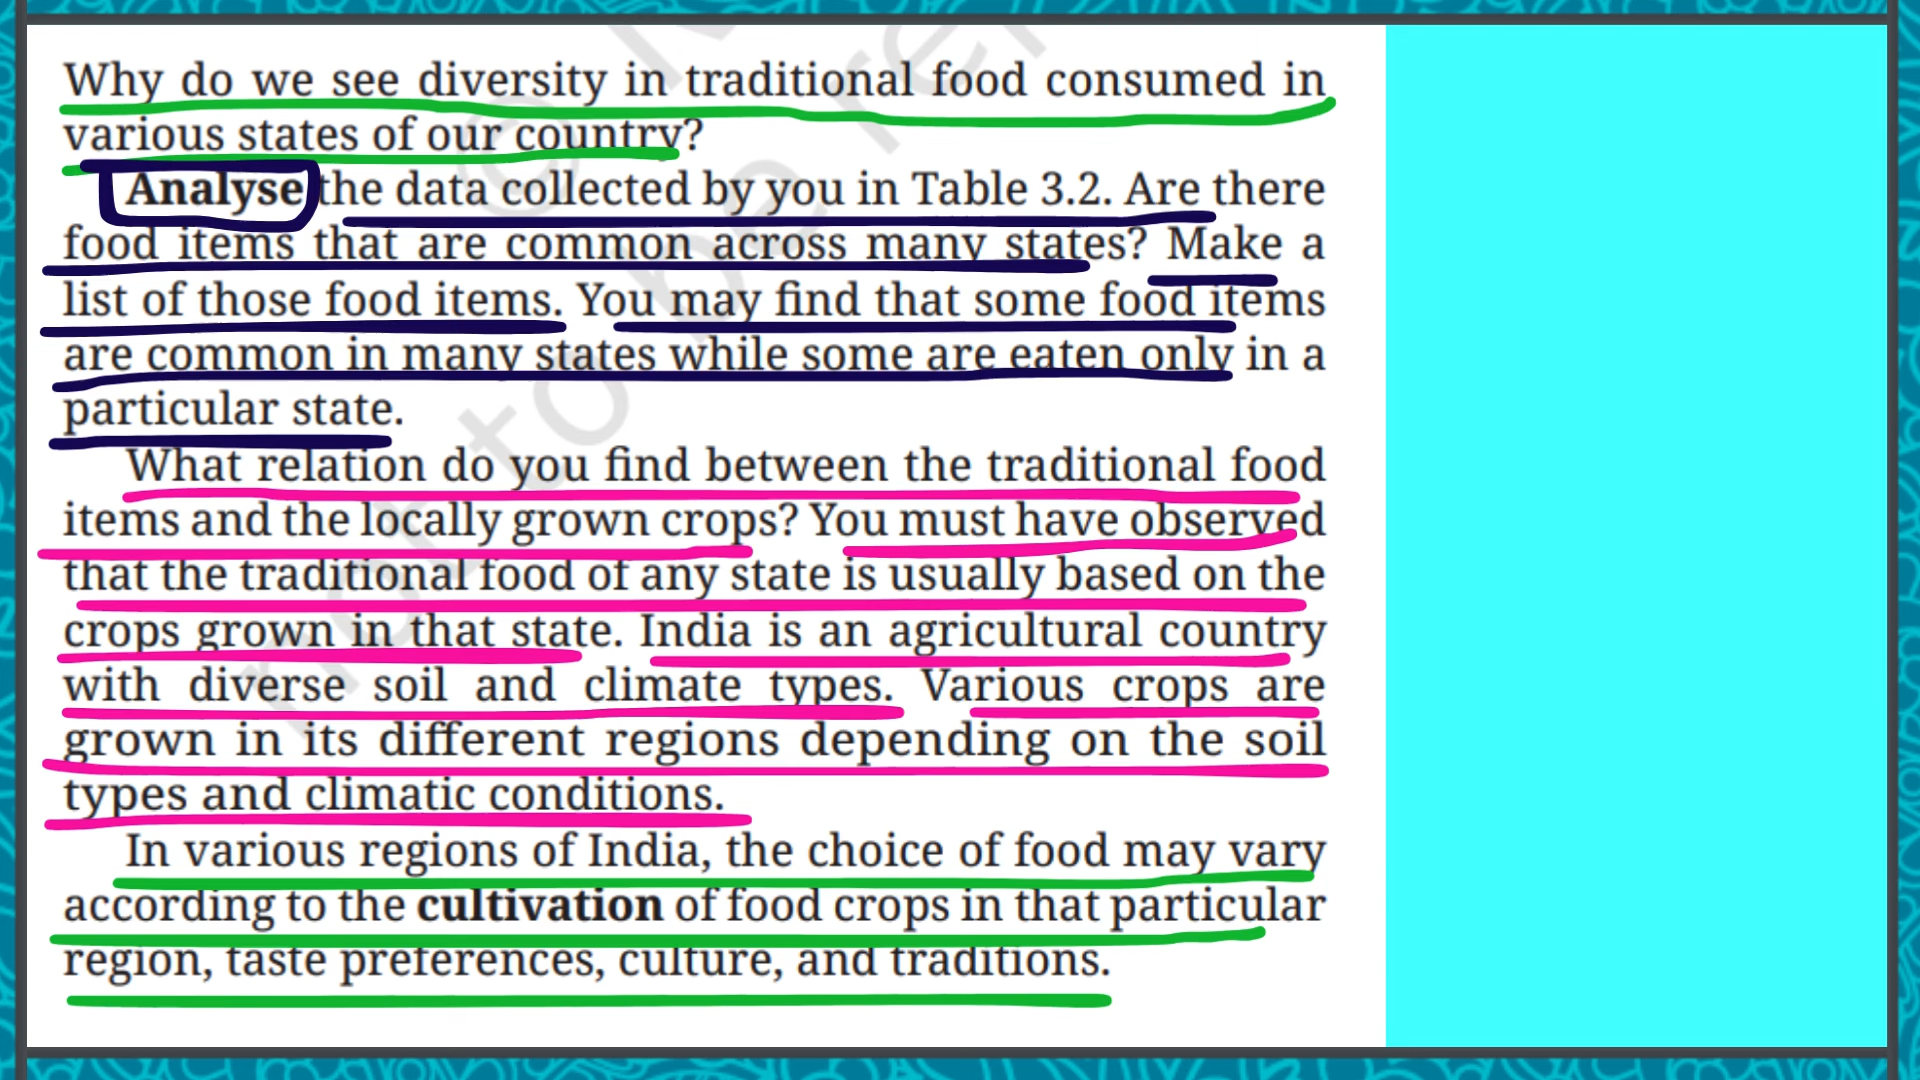 Why do we see diversity in traditional food consumed in
various states of our country?
Analyse the data collected by you in Table 3.2. Are there
food items that are common across many states? Make a
list of those food items. You may find that some food items
are common in many states while some are eaten only in a
particular state.
What relation do you find between the traditional food
items and the locally grown crops? You must have observed
that the traditional food of any state is usually based on the
crops grown in that state. India is an agricultural country
with diverse soil and climate types. Various crops are
grown in its different regions depending on the soil
types and climatic conditions.
In various regions of India, the choice of food may vary
according to the cultivation of food crops in that particular
region, taste preferences, culture, and traditions.
not to be re